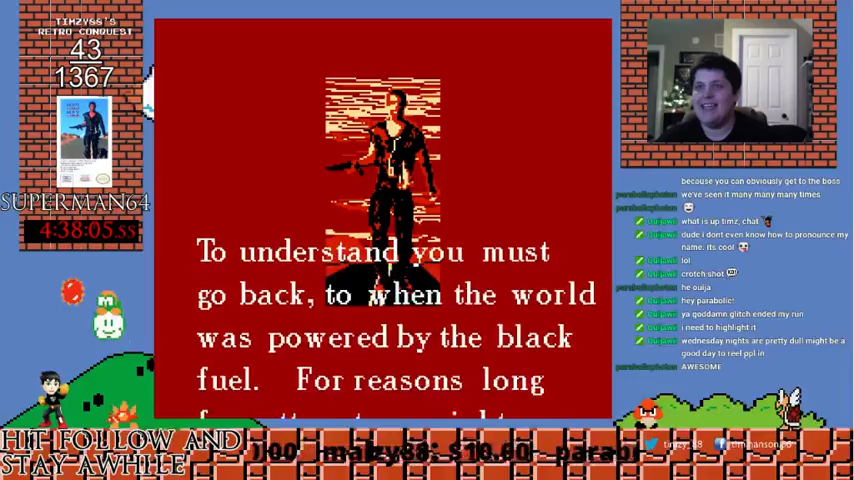 TIMZY88'S
RETRO CONQUEST
43
1367
SUPERMAN64
4:38:05.ss
To understand you must
go back, to when the world
was powered by the black
fuel. For reasons long
because you can obviously get to the boss
we've seen it many many many times
what is up timz, chat
dude i dont even know how to pronounce my
name. its cool
lol
crotch shot
he ouija
hey parabolic!
ya goddamn glitch ended my run
i need to highlight it
wednesday nights are pretty dull might be a
good day to reel ppl in
AWESOME
HIT FOLLOW AND
STAY AWHILE
malzy88: $10.00
timzy_88